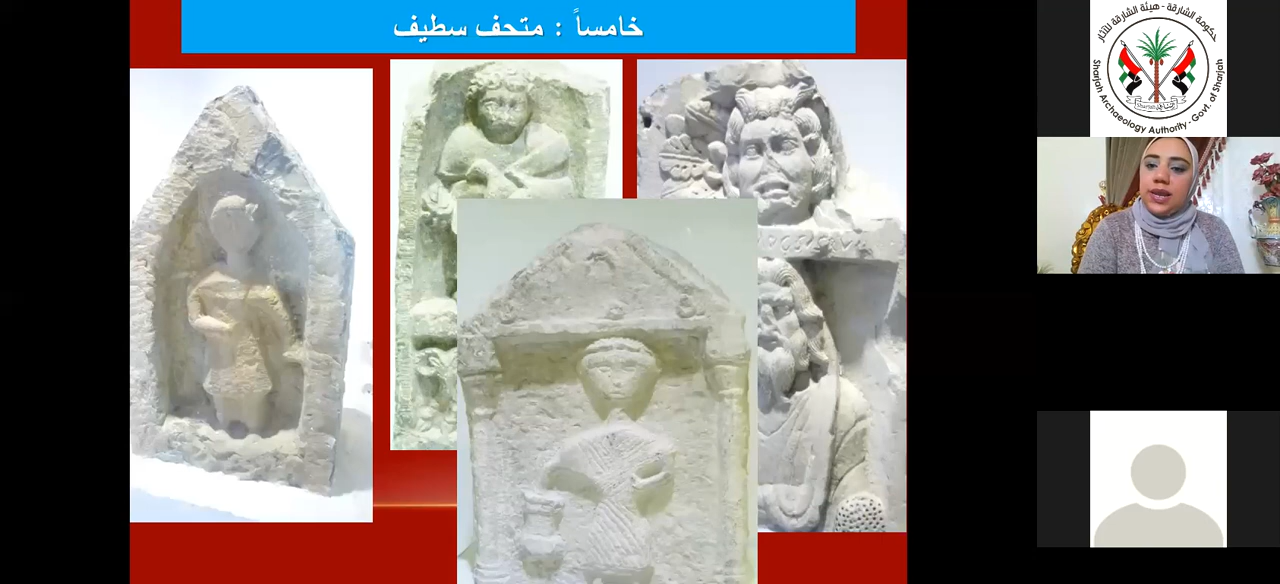 خامساً : متحف سطيف
حكومة الشارقة - هيئة الشارقة للآثار
Sharjah Archaeology Authority - Govt. of Sharjah